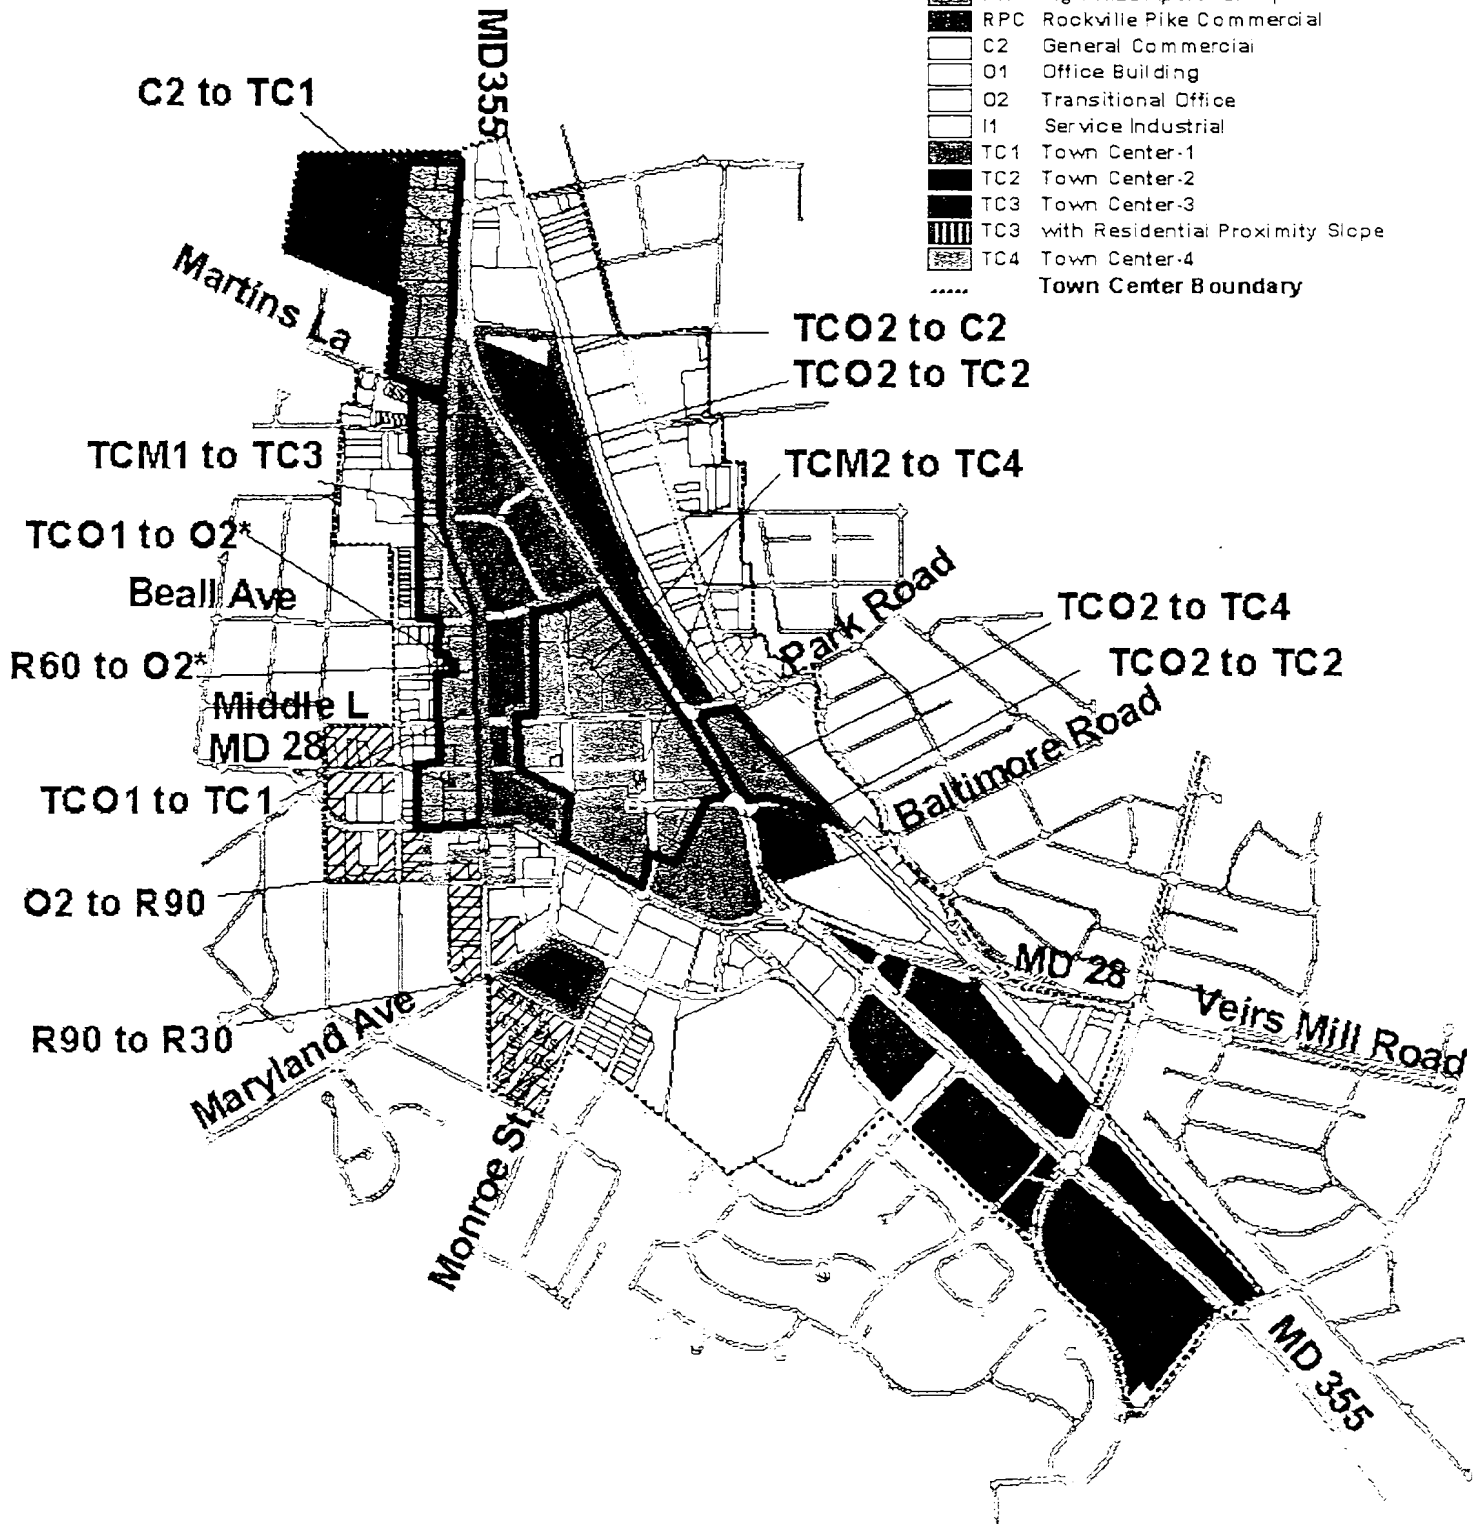 RPC Rockville Pike Commercial
C2 General Commercial
O1 Office Building
O2 Transitional Office
I1 Service Industrial
TC1 Town Center-1
TC2 Town Center-2
TC3 Town Center-3
TC3 with Residential Proximity Slope
TC4 Town Center-4
Town Center Boundary
MD355
C2 to TC1
Martins La
TCO2 to C2
TCO2 to TC2
TCM1 to TC3
TCM2 to TC4
TCO1 to O2*
Beall Ave
Park Road
TCO2 to TC4
R60 to O2*
TCO2 to TC2
Middle L
MD 28
Baltimore Road
TCO1 to TC1
O2 to R90
MD 28
Veirs Mill Road
R90 to R30
Maryland Ave
Monroe St.
MD 355